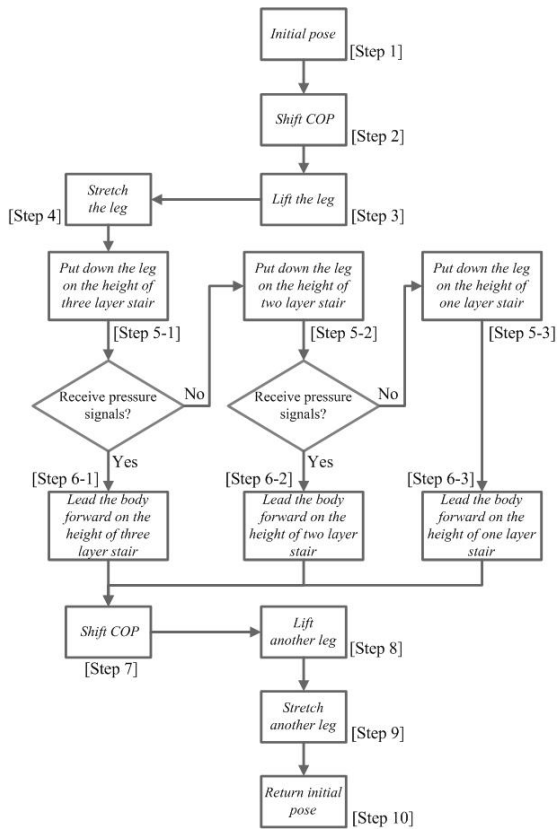 Initial pose
[Step 1]
Shift COP
[Step 2]
Lift the leg
[Step 3]
Stretch
the leg
[Step 4]
Put down the leg
on the height of
three layer stair
[Step 5-1]
Put down the leg
on the height of
two layer stair
[Step 5-2]
Put down the leg
on the height of
one layer stair
[Step 5-3]
Receive pressure
signals?
No
Yes
Receive pressure
signals?
No
Yes
[Step 6-1]
Lead the body
forward on the
height of three
layer stair
[Step 6-2]
Lead the body
forward on the
height of two layer
stair
[Step 6-3]
Lead the body
forward on the
height of one layer
stair
Shift COP
[Step 7]
Lift
another leg
[Step 8]
Stretch
another leg
[Step 9]
Return initial
pose
[Step 10]